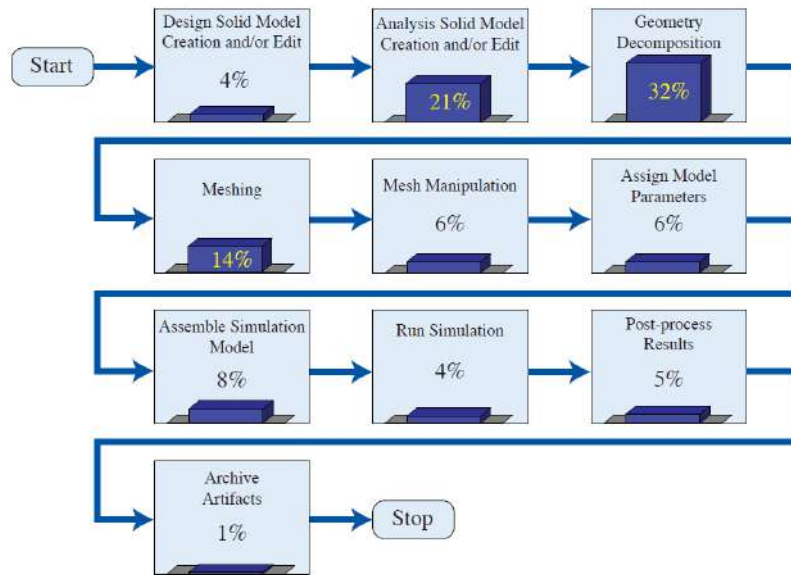 Start
Design Solid Model
Creation and/or Edit
4%
Analysis Solid Model
Creation and/or Edit
21%
Geometry
Decomposition
32%
Meshing
14%
Mesh Manipulation
6%
Assign Model
Parameters
6%
Assemble Simulation
Model
8%
Run Simulation
4%
Post-process
Results
5%
Archive
Artifacts
1%
Stop